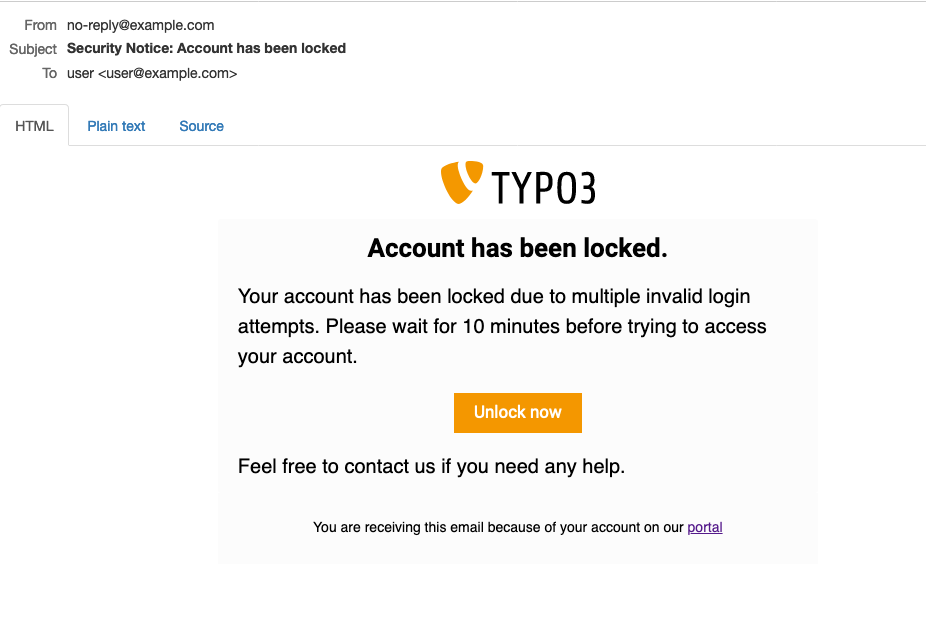 From no-reply@example.com
Subject Security Notice: Account has been locked
To user <user@example.com>
HTML Plain text Source
TYPO3
Account has been locked.
Your account has been locked due to multiple invalid login
attempts. Please wait for 10 minutes before trying to access
your account.
Unlock now
Feel free to contact us if you need any help.
You are receiving this email because of your account on our portal